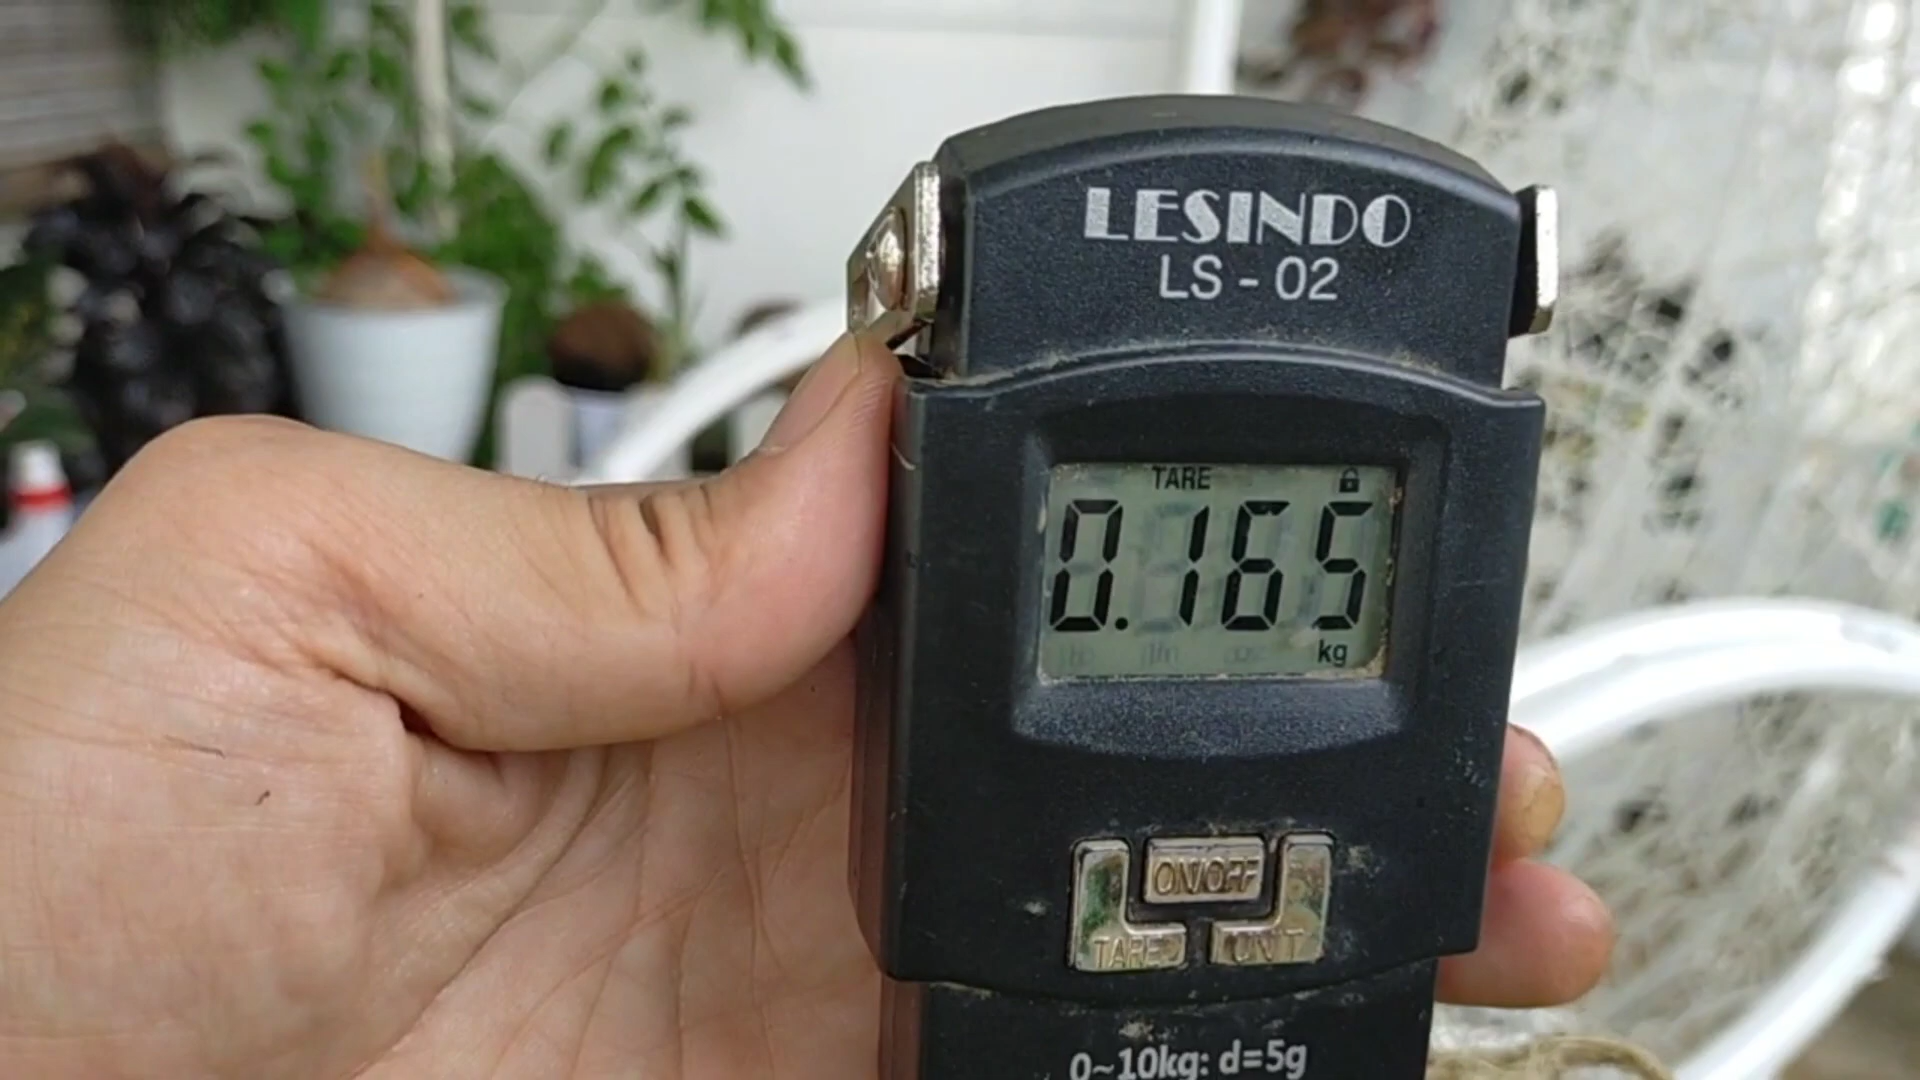 LESINDO
LS - 02
TARE
0.165
kg
ON/OFF
TARE
UNIT
0~10kg: d=5g